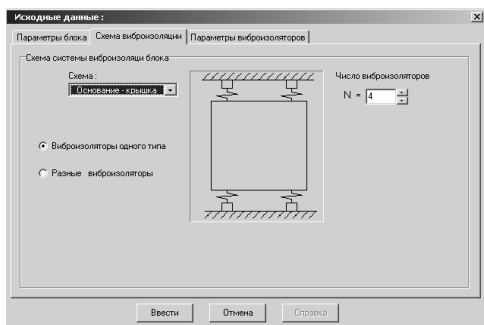 Исходные данные :
Параметры блока
Схема виброизоляции
Параметры виброизоляторов
Схема системы виброизоляци блока
Схема :
Основание - крышка
Число виброизоляторов
N = 4
Виброизоляторы одного типа
Разные виброизоляторы
Ввести
Отмена
Справка